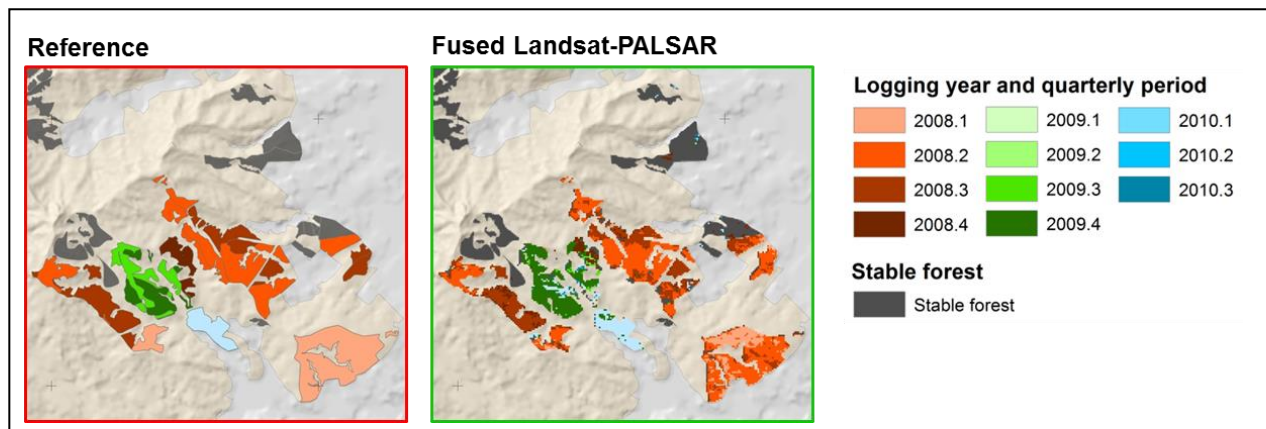 Reference
Fused Landsat-PALSAR
Logging year and quarterly period
2008.1 2009.1 2010.1
2008.2 2009.2 2010.2
2008.3 2009.3 2010.3
2008.4 2009.4
Stable forest
Stable forest